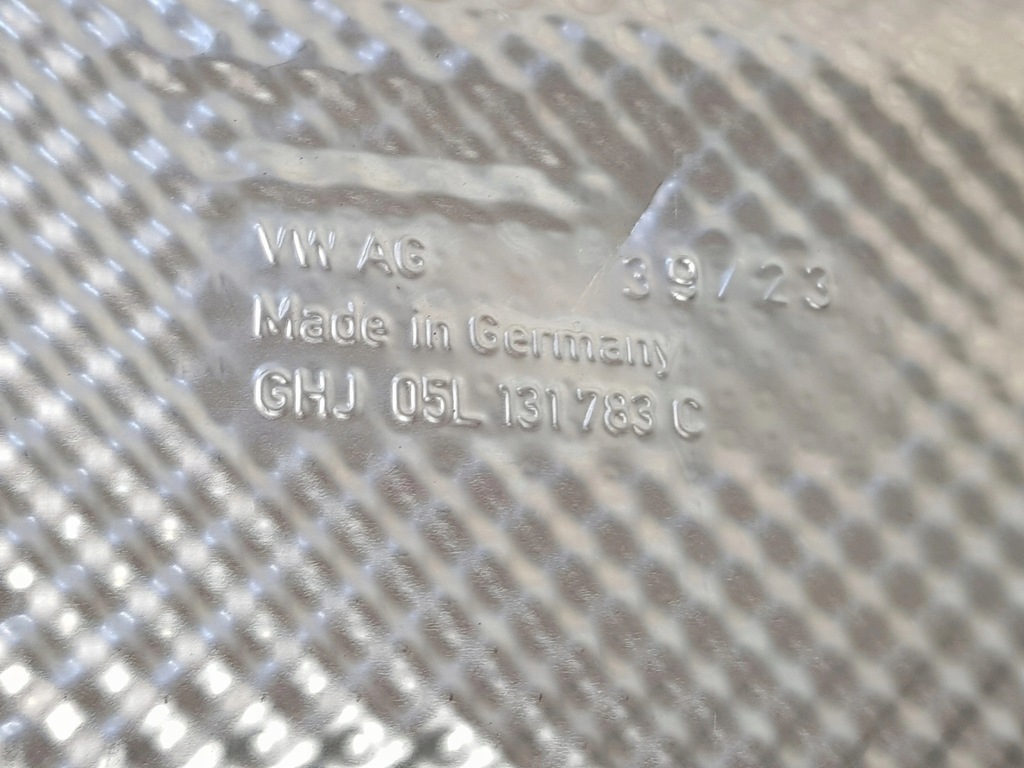 VW AG
39/23
Made in Germany
GHJ 05L 131 783 C